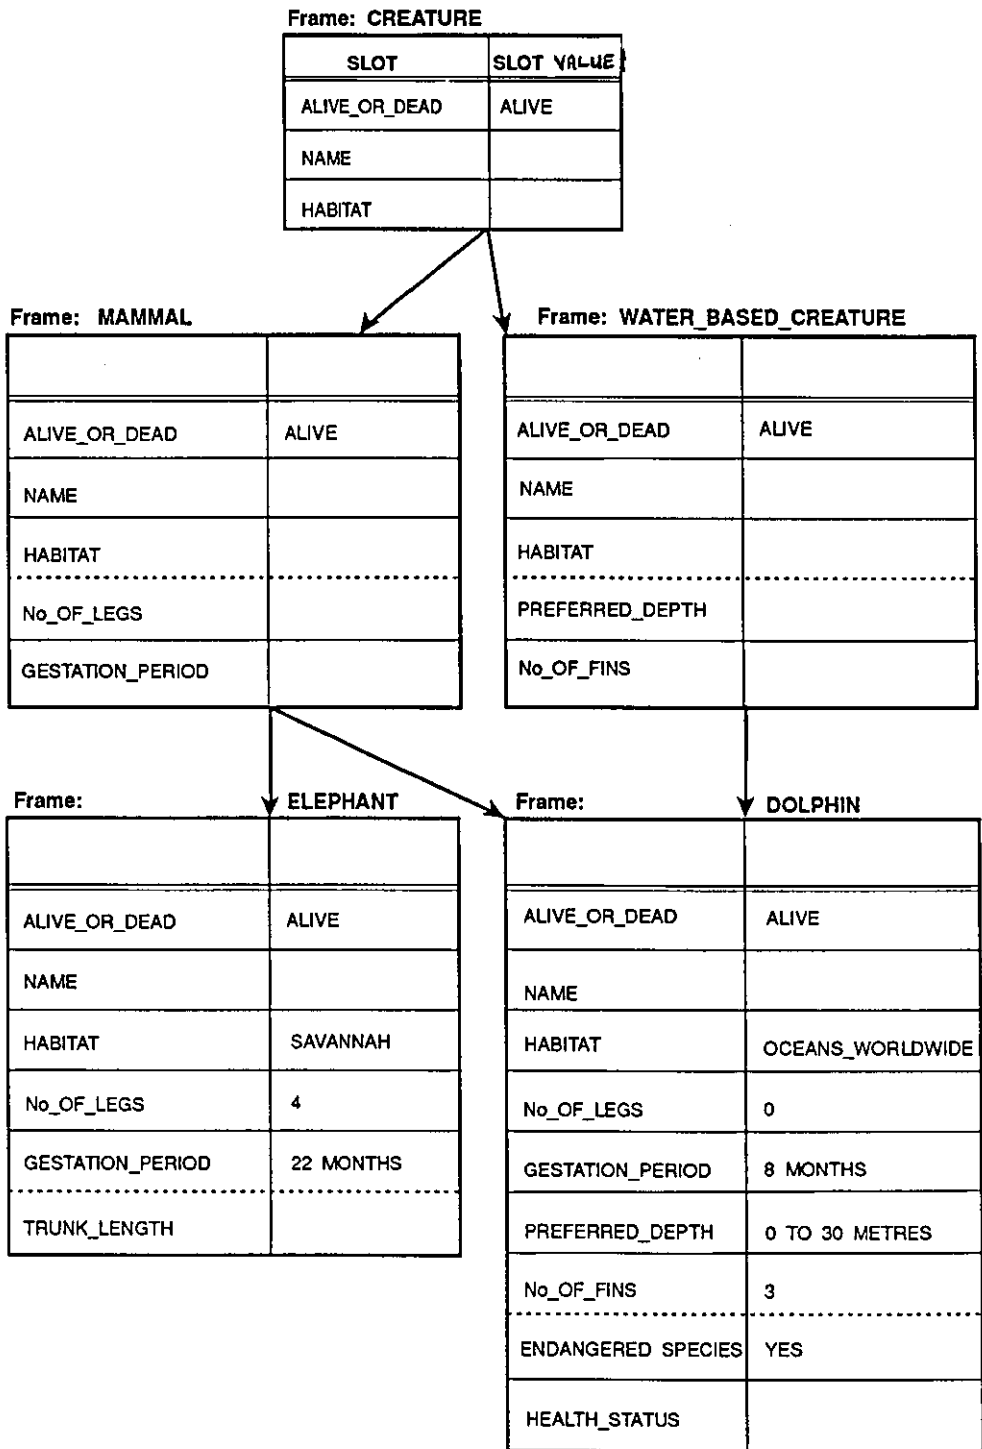 Frame: CREATURE
SLOT SLOT VALUE
ALIVE_OR_DEAD ALIVE
NAME
HABITAT
Frame: MAMMAL
ALIVE_OR_DEAD ALIVE
NAME
HABITAT
No_OF_LEGS
GESTATION_PERIOD
Frame: WATER_BASED_CREATURE
ALIVE_OR_DEAD ALIVE
NAME
HABITAT
PREFERRED_DEPTH
No_OF_FINS
Frame: ELEPHANT
ALIVE_OR_DEAD ALIVE
NAME
HABITAT SAVANNAH
No_OF_LEGS 4
GESTATION_PERIOD 22 MONTHS
TRUNK_LENGTH
Frame: DOLPHIN
ALIVE_OR_DEAD ALIVE
NAME
HABITAT OCEANS_WORLDWIDE
No_OF_LEGS 0
GESTATION_PERIOD 8 MONTHS
PREFERRED_DEPTH 0 TO 30 METRES
No_OF_FINS 3
ENDANGERED SPECIES YES
HEALTH_STATUS